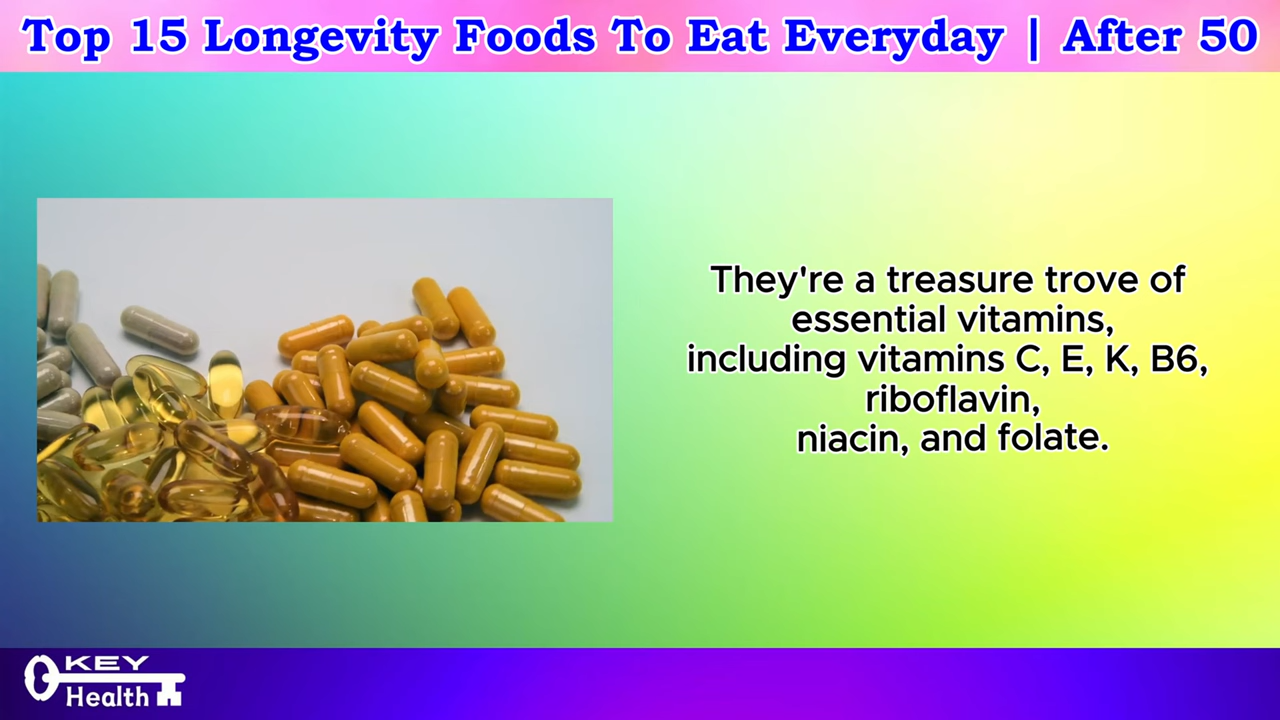 Top 15 Longevity Foods To Eat Everyday | After 50
They're a treasure trove of
essential vitamins,
including vitamins C, E, K, B6,
riboflavin,
niacin, and folate.
KEY
Health